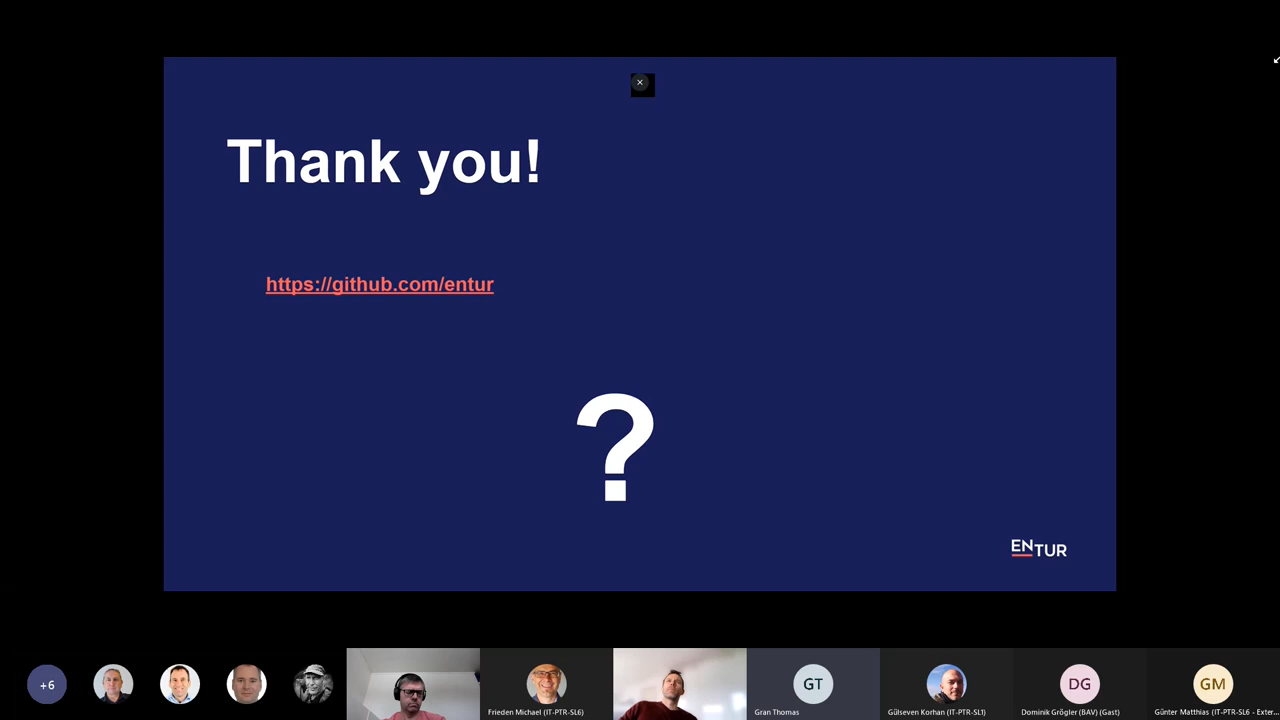 Thank you!
https://github.com/entur
?
ENTUR
+6
Frieden Michael (IT-PTR-SL6)
GT
Gran Thomas
Gülseven Korhan (IT-PTR-SL1)
DG
Dominik Grögler (BAV) (Gast)
GM
Günter Matthias (IT-PTR-SL6 - Exter...